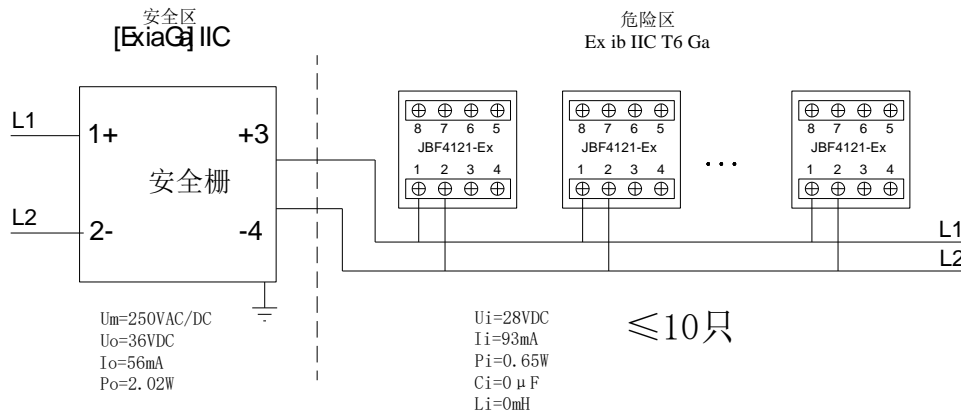 安全区
[ExiaGa] IIC
危险区
Ex ib IIC T6 Ga
L1
1+
+3
安全栅
L2
2-
-4
8 7 6 5
JBF4121-Ex
1 2 3 4
8 7 6 5
JBF4121-Ex
1 2 3 4
...
8 7 6 5
JBF4121-Ex
1 2 3 4
L1
L2
Um=250VAC/DC
Uo=36VDC
Io=56mA
Po=2.02W
Ui=28VDC
Ii=93mA
Pi=0.65W
Ci=0μF
Li=0mH
≤10只